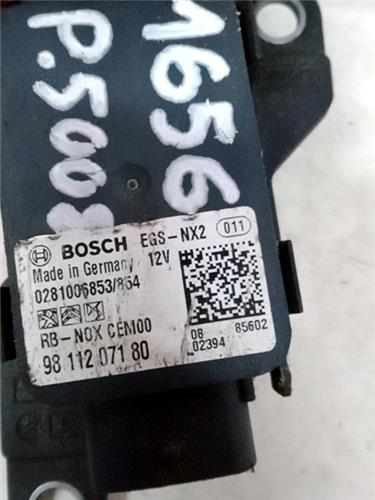 1656
P.5008
BOSCH EGS-NX2 011
Made in Germany 12V
0281006853/854
RB-NOX CEM00
98 112 071 80
08 85602
02394